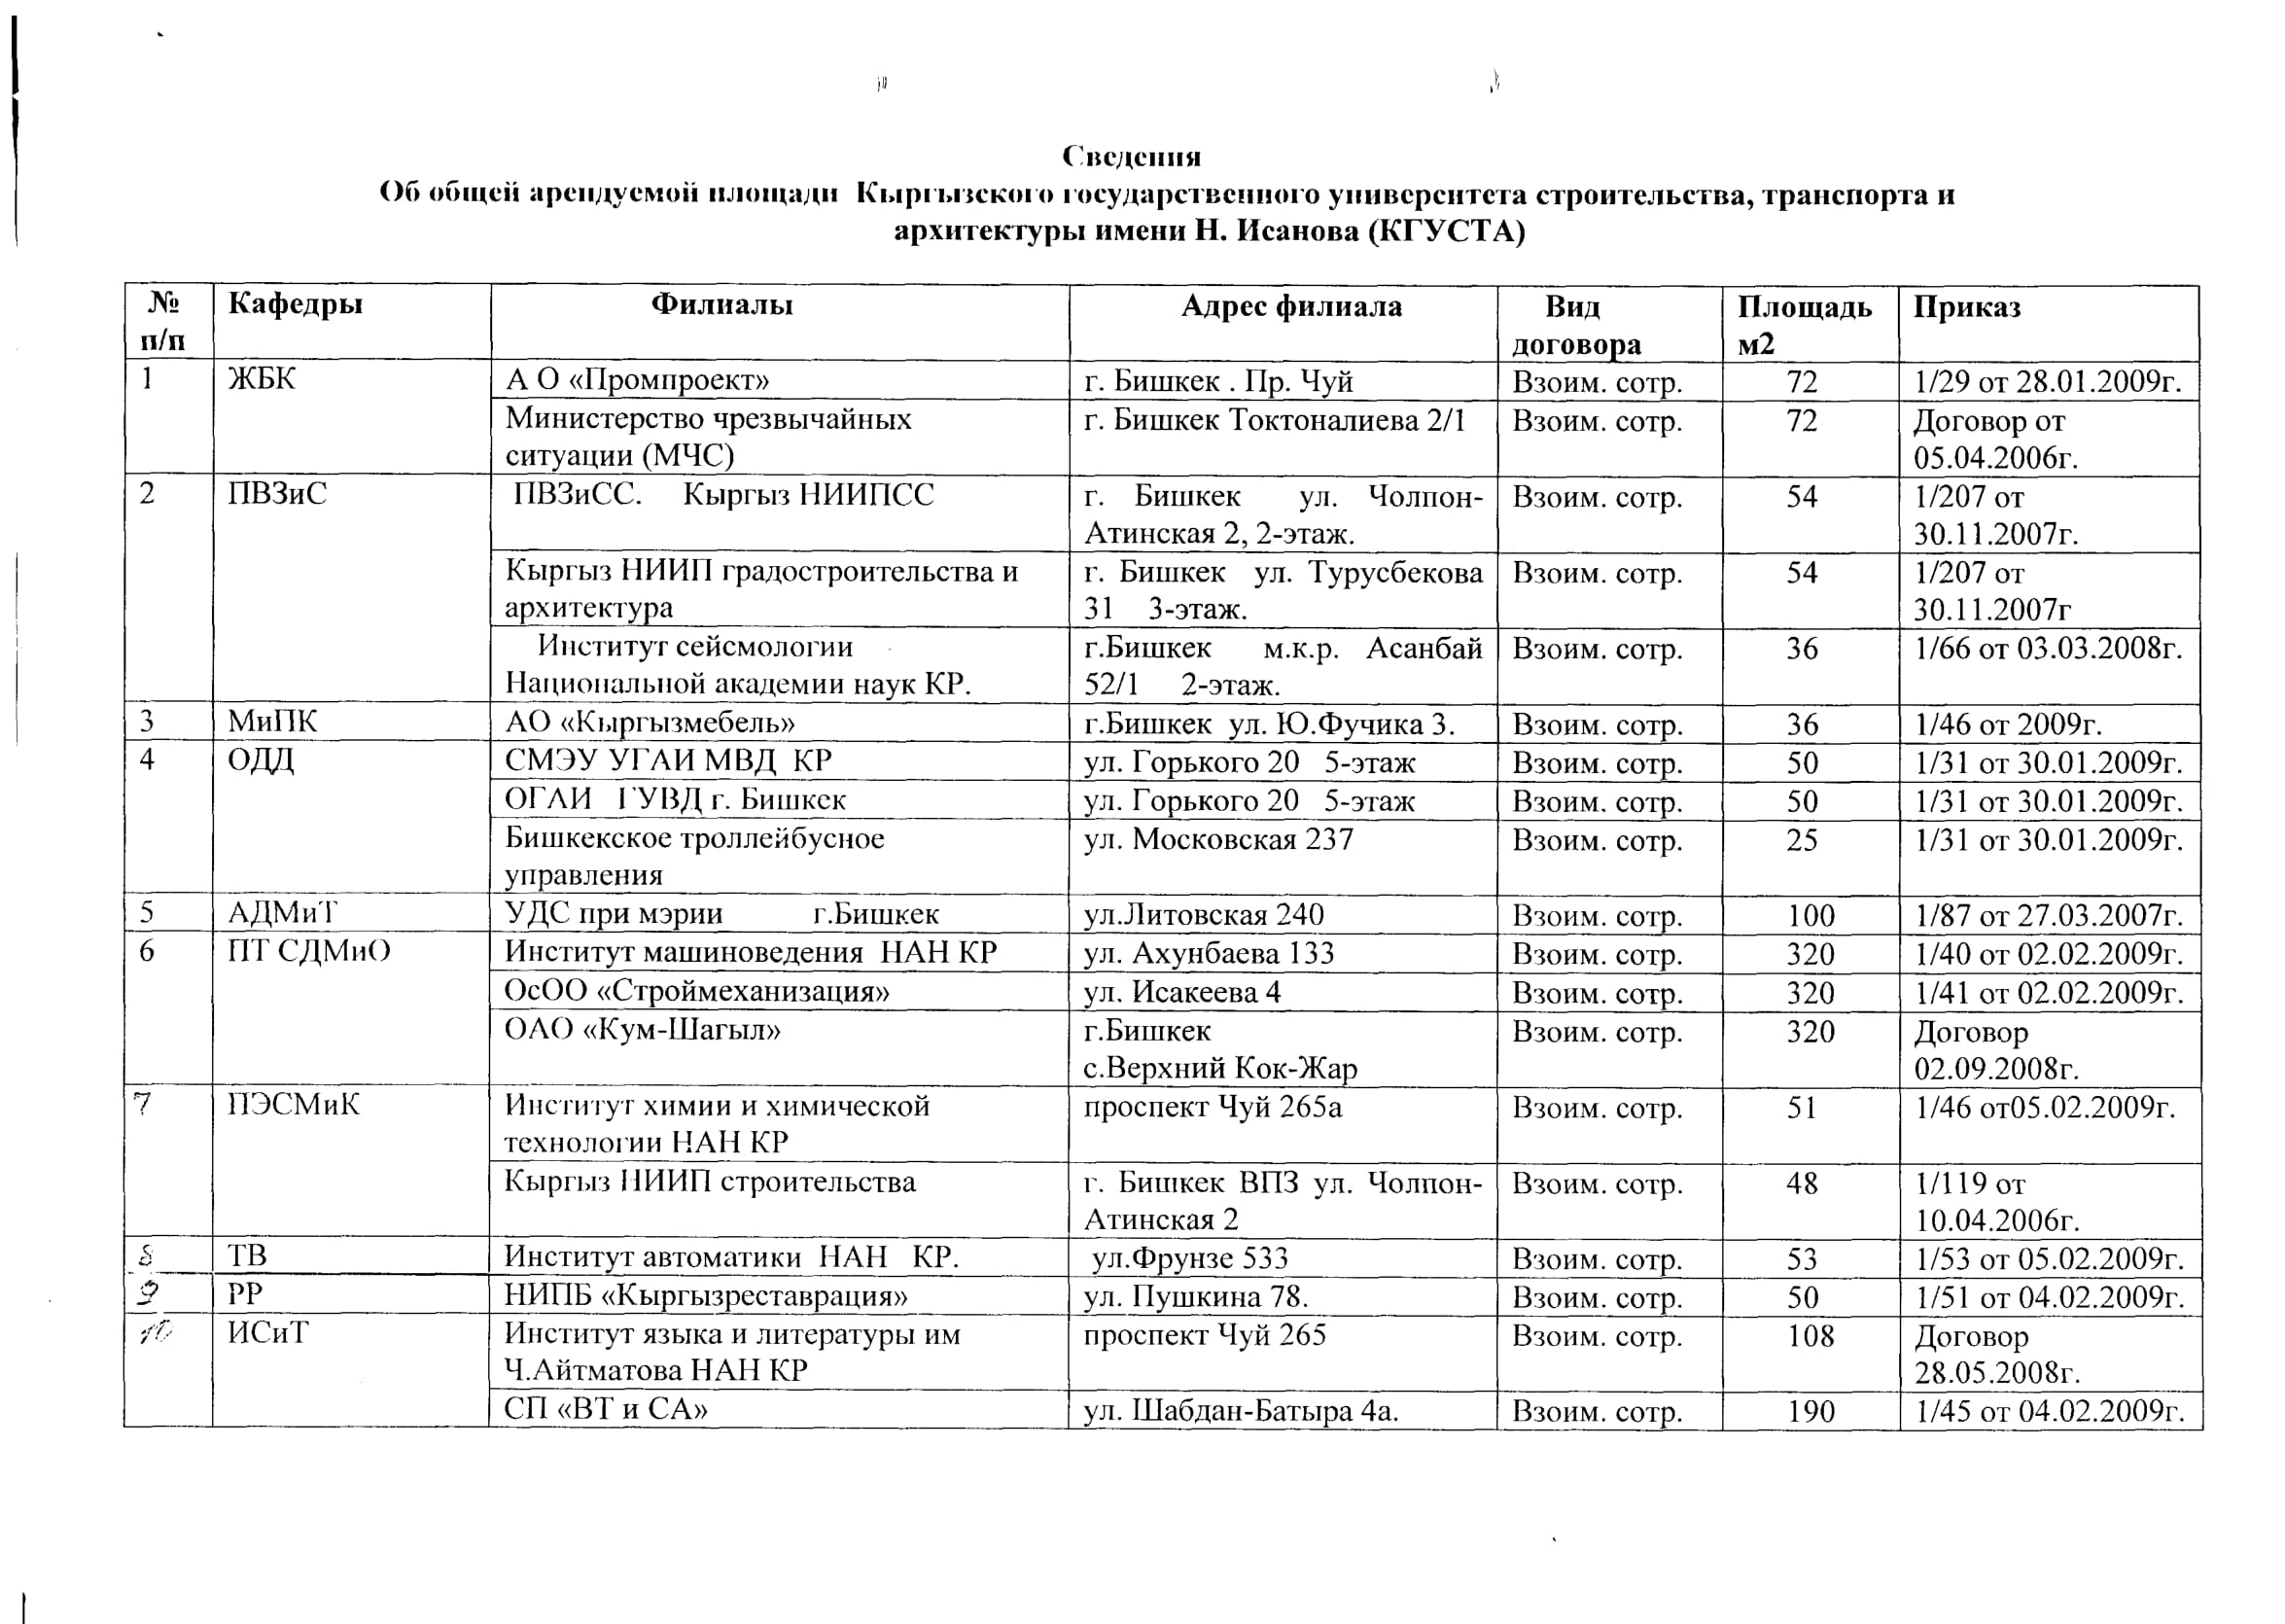 Сведения
Об общей арендуемой площади Кыргызского государственного университета строительства, транспорта и
архитектуры имени Н. Исанова (КГУСТА)
№ Кафедры Филиалы Адрес филиала Вид Площадь Приказ
п/п договора м2
1 ЖБК А О «Промпроект» г. Бишкек . Пр. Чуй Взоим. сотр. 72 1/29 от 28.01.2009г.
Министерство чрезвычайных г. Бишкек Токтоналиева 2/1 Взоим. сотр. 72 Договор от
ситуации (МЧС) 05.04.2006г.
2 ПВЗиС ПВЗиСС. Кыргыз НИИПСС г. Бишкек ул. Чолпон- Взоим. сотр. 54 1/207 от
Атинская 2, 2-этаж. 30.11.2007г.
Кыргыз НИИП градостроительства и г. Бишкек ул. Турусбекова Взоим. сотр. 54 1/207 от
архитектура 31 3-этаж. 30.11.2007г
Институт сейсмологии г.Бишкек м.к.р. Асанбай Взоим. сотр. 36 1/66 от 03.03.2008г.
Национальной академии наук КР. 52/1 2-этаж.
3 МиПК АО «Кыргызмебель» г.Бишкек ул. Ю.Фучика 3. Взоим. сотр. 36 1/46 от 2009г.
4 ОДД СМЭУ УГАИ МВД КР ул. Горького 20 5-этаж Взоим. сотр. 50 1/31 от 30.01.2009г.
ОГАИ ГУВД г. Бишкек ул. Горького 20 5-этаж Взоим. сотр. 50 1/31 от 30.01.2009г.
Бишкекское троллейбусное ул. Московская 237 Взоим. сотр. 25 1/31 от 30.01.2009г.
управления
5 АДМиТ УДС при мэрии г.Бишкек ул.Литовская 240 Взоим. сотр. 100 1/87 от 27.03.2007г.
6 ПТ СДМиО Институт машиноведения НАН КР ул. Ахунбаева 133 Взоим. сотр. 320 1/40 от 02.02.2009г.
ОсОО «Строймеханизация» ул. Исакеева 4 Взоим. сотр. 320 1/41 от 02.02.2009г.
ОАО «Кум-Шагыл» г.Бишкек Взоим. сотр. 320 Договор
с.Верхний Кок-Жар 02.09.2008г.
7 ПЭСМиК Институт химии и химической проспект Чуй 265а Взоим. сотр. 51 1/46 от05.02.2009г.
технологии НАН КР
Кыргыз НИИП строительства г. Бишкек ВПЗ ул. Чолпон- Взоим. сотр. 48 1/119 от
Атинская 2 10.04.2006г.
8 ТВ Институт автоматики НАН КР. ул.Фрунзе 533 Взоим. сотр. 53 1/53 от 05.02.2009г.
9 РР НИПБ «Кыргызреставрация» ул. Пушкина 78. Взоим. сотр. 50 1/51 от 04.02.2009г.
10 ИСиТ Институт языка и литературы им проспект Чуй 265 Взоим. сотр. 108 Договор
Ч.Айтматова НАН КР 28.05.2008г.
СП «ВТ и СА» ул. Шабдан-Батыра 4а. Взоим. сотр. 190 1/45 от 04.02.2009г.